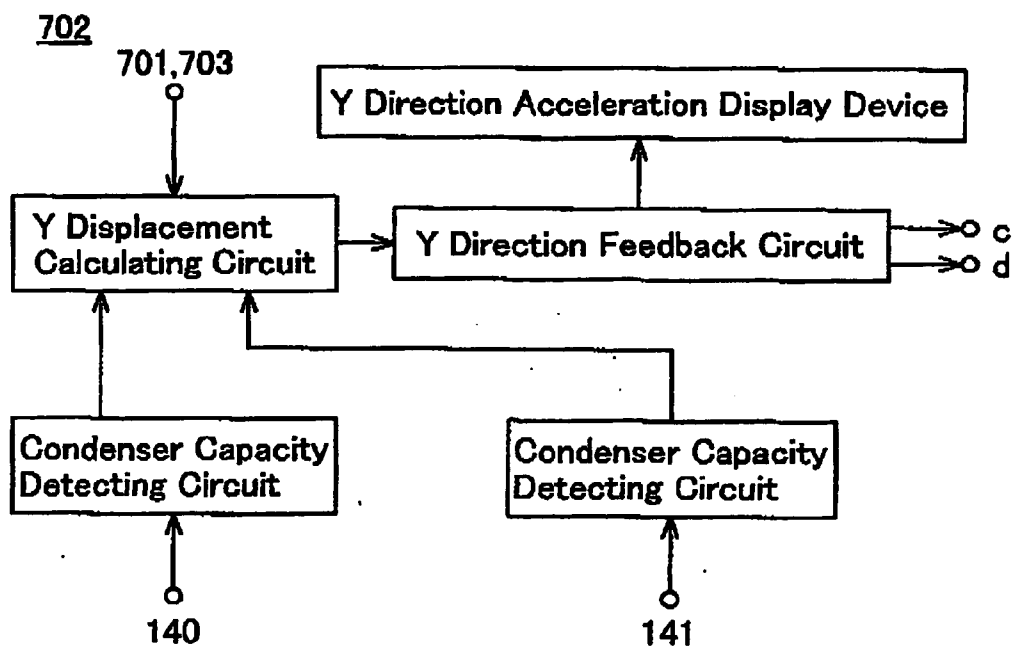 702
701,703
Y Direction Acceleration Display Device
Y Displacement
Calculating Circuit
Y Direction Feedback Circuit
c
d
Condenser Capacity
Detecting Circuit
Condenser Capacity
Detecting Circuit
140
141